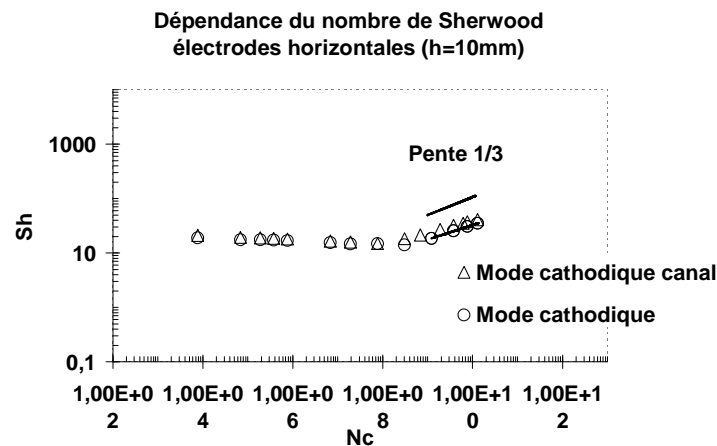 Dépendance du nombre de Sherwood
électrodes horizontales (h=10mm)
1000
Pente 1/3
Sh
10
Mode cathodique canal
Mode cathodique
0,1
1,00E+0 1,00E+0 1,00E+0 1,00E+0 1,00E+1 1,00E+1
2 4 6 8 0 2
Nc